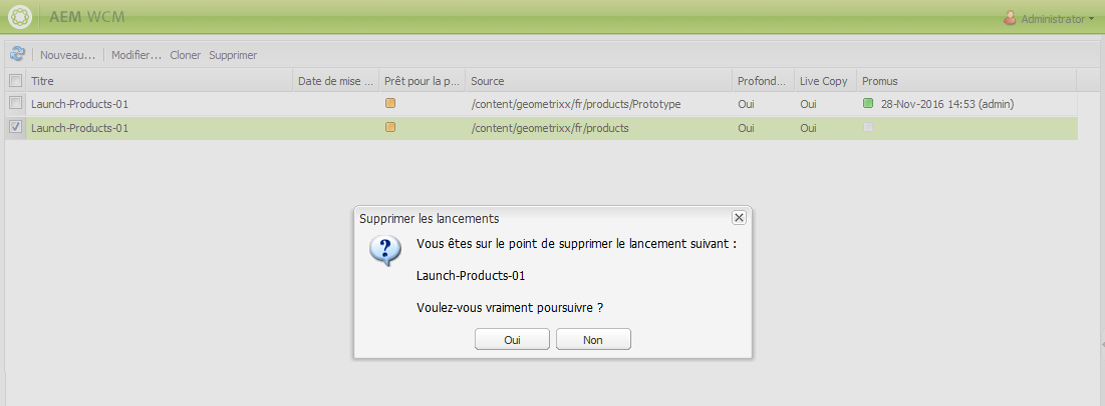 AEM WCM Administrator
Nouveau... Modifier... Cloner Supprimer
Titre Date de mise ... Prêt pour la p... Source Profond... Live Copy Promus
Launch-Products-01 /content/geometrixx/fr/products/Prototype Oui Oui 28-Nov-2016 14:53 (admin)
Launch-Products-01 /content/geometrixx/fr/products Oui Oui
Supprimer les lancements
Vous êtes sur le point de supprimer le lancement suivant :
Launch-Products-01
Voulez-vous vraiment poursuivre ?
Oui Non